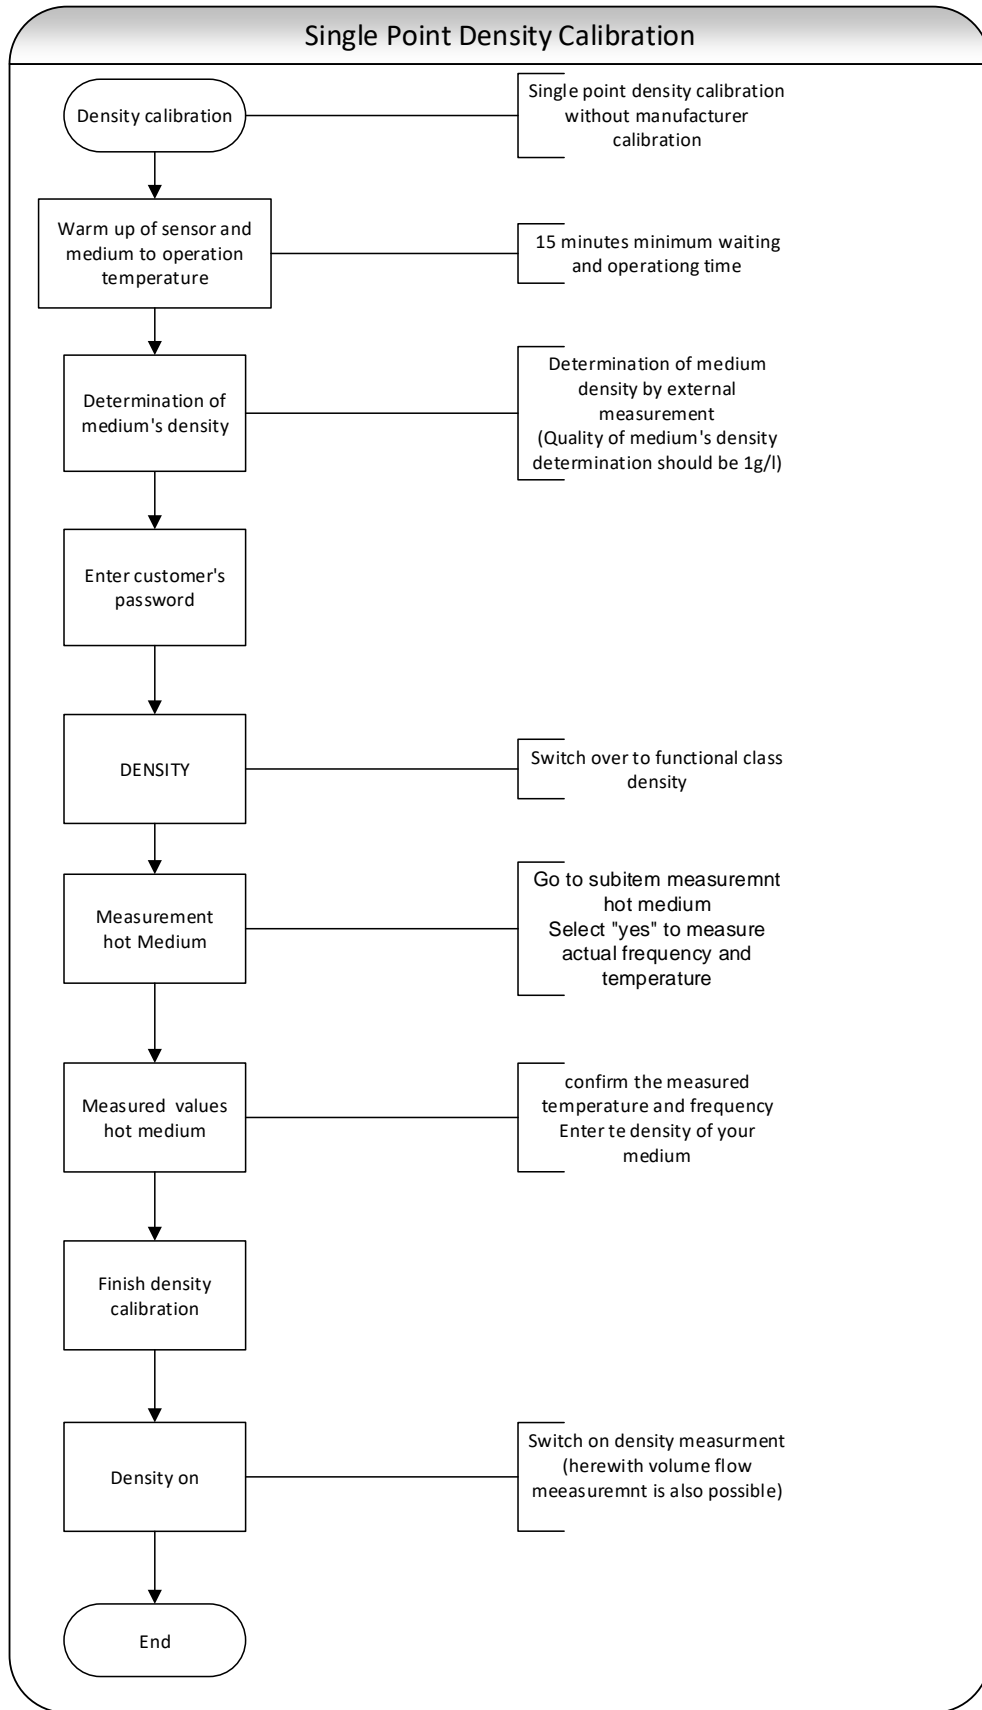 Single Point Density Calibration
Density calibration
Single point density calibration
without manufacturer
calibration
Warm up of sensor and
medium to operation
temperature
15 minutes minimum waiting
and operationg time
Determination of
medium's density
Determination of medium
density by external
measurement
(Quality of medium's density
determination should be 1g/l)
Enter customer's
password
DENSITY
Switch over to functional class
density
Measurement
hot Medium
Go to subitem measuremnt
hot medium
Select "yes" to measure
actual frequency and
temperature
Measured values
hot medium
confirm the measured
temperature and frequency
Enter te density of your
medium
Finish density
calibration
Density on
Switch on density measurment
(herewith volume flow
meeasuremnt is also possible)
End